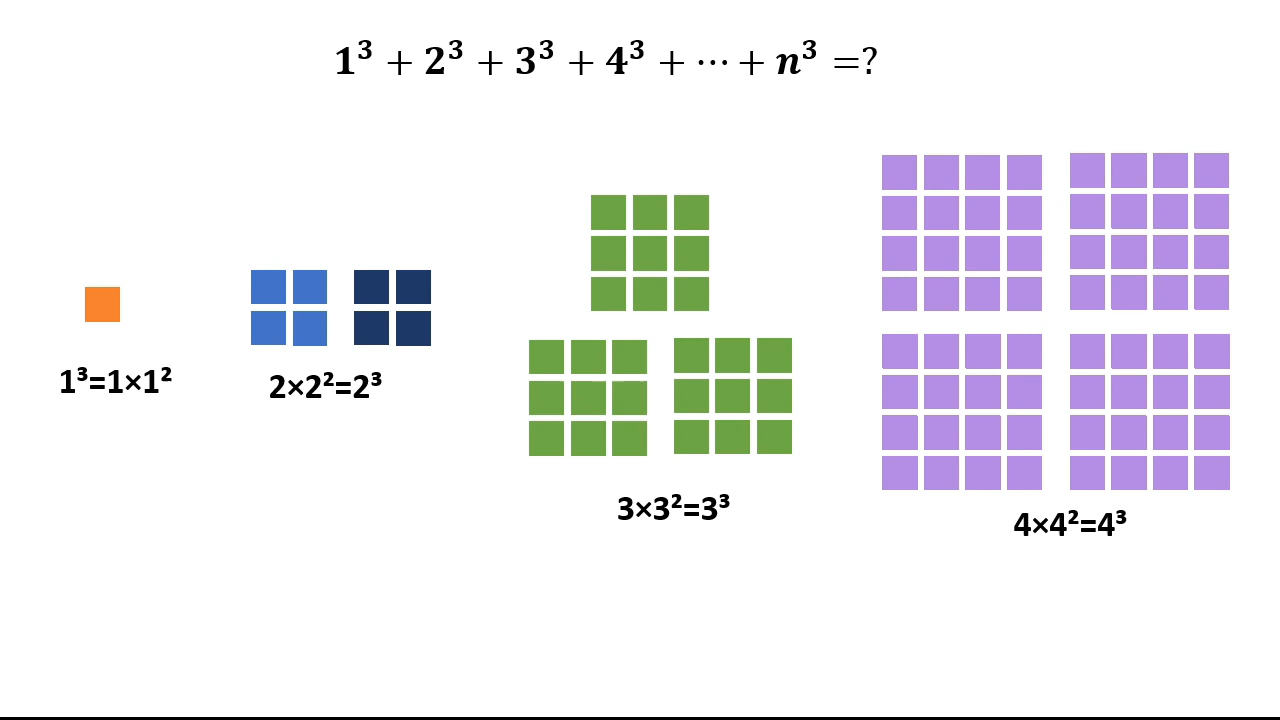 1³ + 2³ + 3³ + 4³ + ⋯ + n³ =?
1³=1×1²
2×2²=2³
3×3²=3³
4×4²=4³